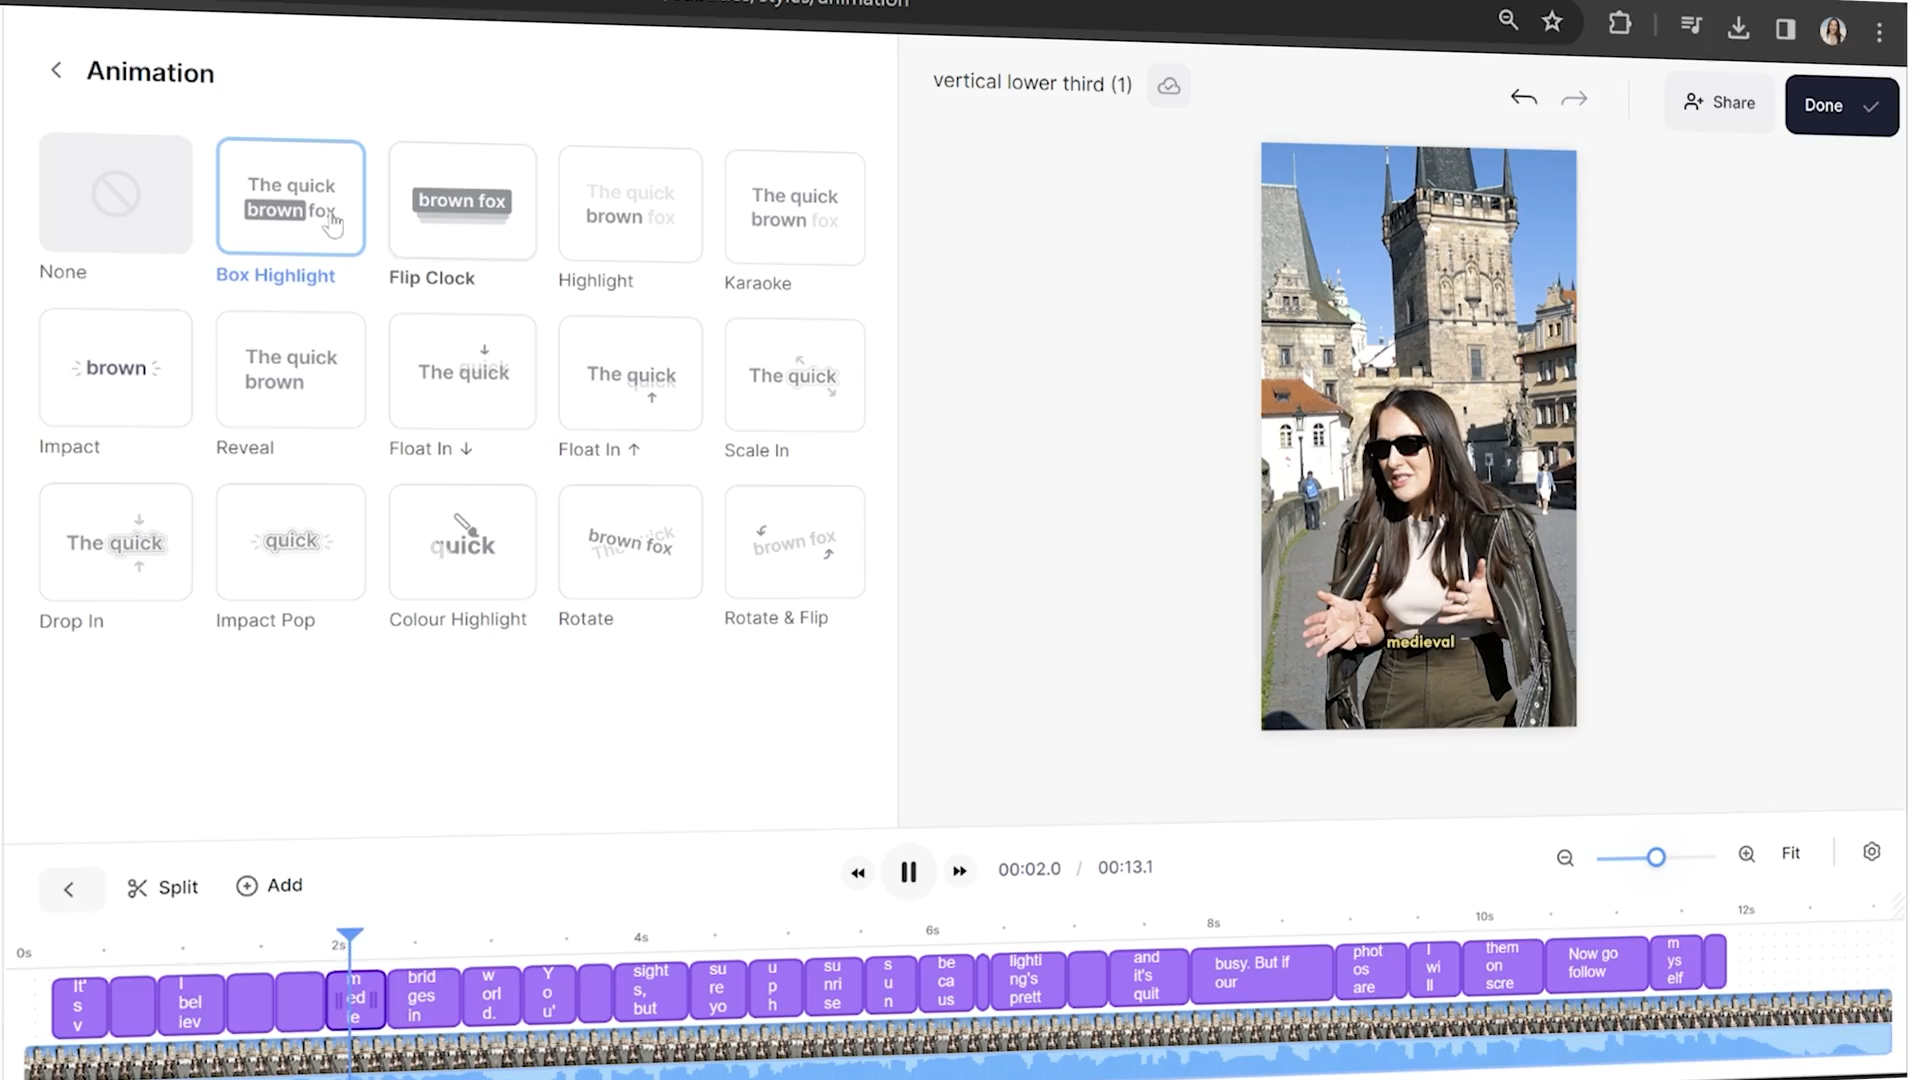 Animation
vertical lower third (1)
Share
Done
The quick
brown fox
brown fox
The quick
brown fox
The quick
brown fox
None
Box Highlight
Flip Clock
Highlight
Karaoke
brown
The quick
brown
The quick
The quick
The quick
Impact
Reveal
Float In ↓
Float In ↑
Scale In
The quick
quick
quick
brown fox
brown fox
Drop In
Impact Pop
Colour Highlight
Rotate
Rotate & Flip
medieval
Split
Add
00:02.0 / 00:13.1
Fit
0s
2s
4s
6s
8s
10s
12s
It'
s
v
I
bel
iev
m
ed
ie
brid
ges
in
w
orl
d.
Y
o
u'
sight
s,
but
su
re
yo
u
p
h
su
nri
se
s
u
n
be
ca
us
lighti
ng's
prett
and
it's
quit
busy. But if
our
phot
os
are
I
wi
ll
them
on
scre
Now go
follow
m
ys
elf